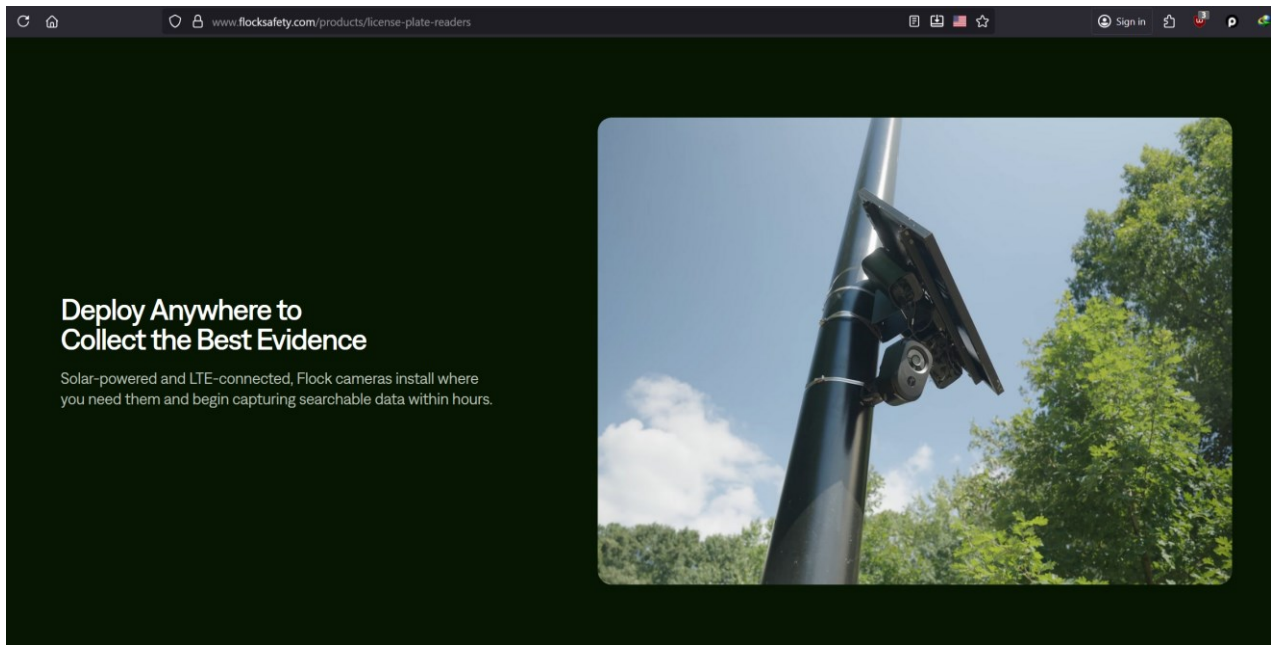 www.flocksafety.com/products/license-plate-readers
Sign in
3
Deploy Anywhere to
Collect the Best Evidence
Solar-powered and LTE-connected, Flock cameras install where
you need them and begin capturing searchable data within hours.